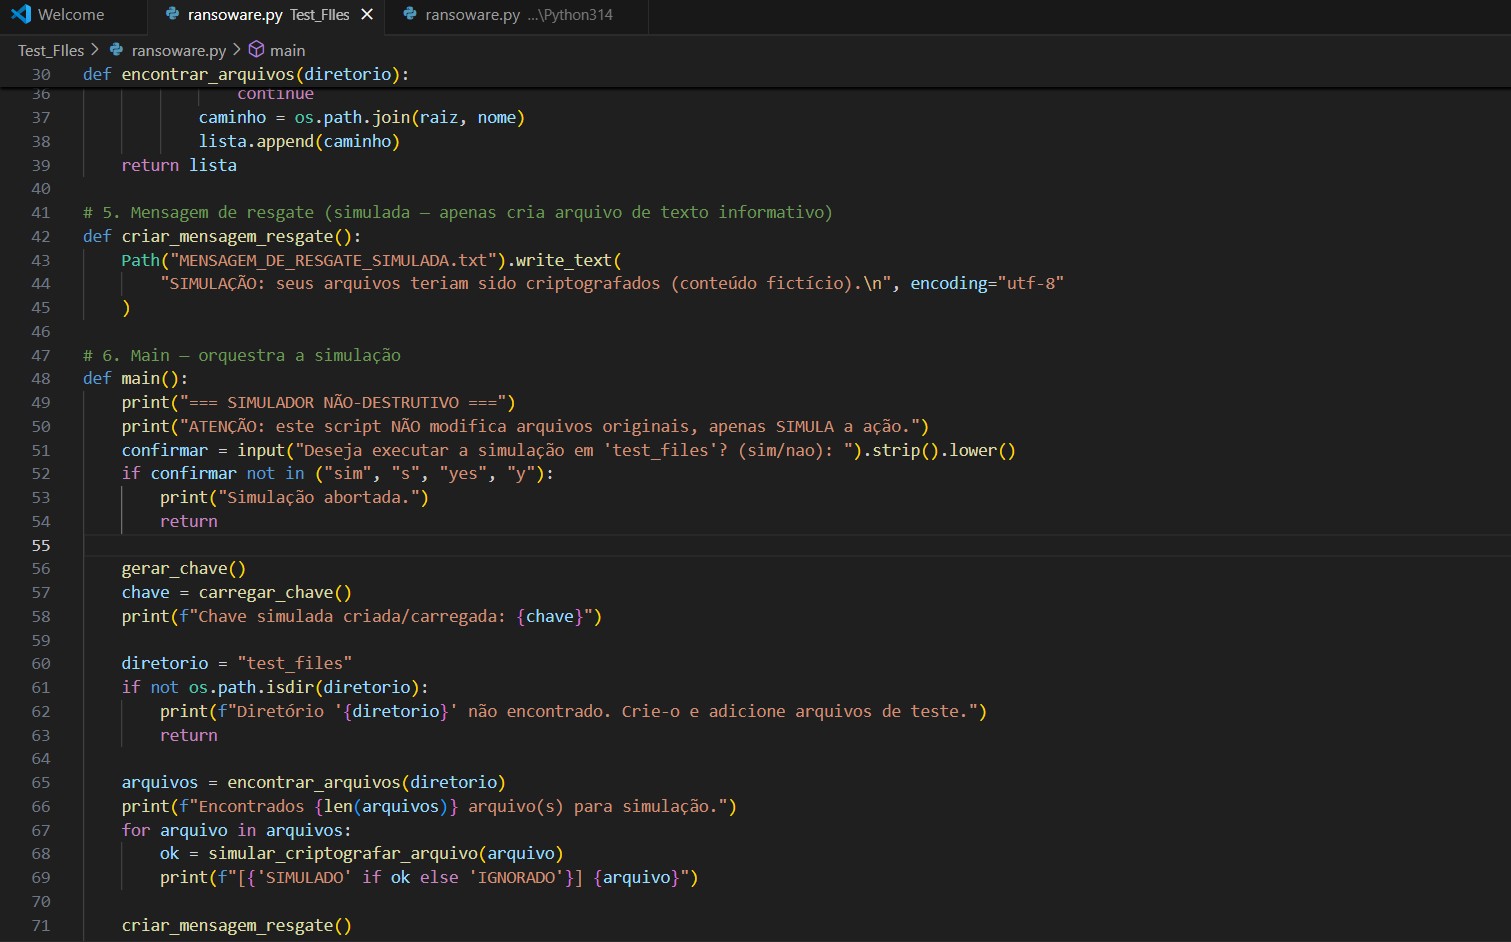 Welcome
ransoware.py Test_FIles
ransoware.py ...\Python314
Test_FIles > ransoware.py > main
30 def encontrar_arquivos(diretorio):
36 continue
37 caminho = os.path.join(raiz, nome)
38 lista.append(caminho)
39 return lista
40
41 # 5. Mensagem de resgate (simulada — apenas cria arquivo de texto informativo)
42 def criar_mensagem_resgate():
43 Path("MENSAGEM_DE_RESGATE_SIMULADA.txt").write_text(
44 "SIMULAÇÃO: seus arquivos teriam sido criptografados (conteúdo fictício).\n", encoding="utf-8"
45 )
46
47 # 6. Main — orquestra a simulação
48 def main():
49 print("=== SIMULADOR NÃO-DESTRUTIVO ===")
50 print("ATENÇÃO: este script NÃO modifica arquivos originais, apenas SIMULA a ação.")
51 confirmar = input("Deseja executar a simulação em 'test_files'? (sim/nao): ").strip().lower()
52 if confirmar not in ("sim", "s", "yes", "y"):
53 print("Simulação abortada.")
54 return
55
56 gerar_chave()
57 chave = carregar_chave()
58 print(f"Chave simulada criada/carregada: {chave}")
59
60 diretorio = "test_files"
61 if not os.path.isdir(diretorio):
62 print(f"Diretório '{diretorio}' não encontrado. Crie-o e adicione arquivos de teste.")
63 return
64
65 arquivos = encontrar_arquivos(diretorio)
66 print(f"Encontrados {len(arquivos)} arquivo(s) para simulação.")
67 for arquivo in arquivos:
68 ok = simular_criptografar_arquivo(arquivo)
69 print(f"[{'SIMULADO' if ok else 'IGNORADO'}] {arquivo}")
70
71 criar_mensagem_resgate()